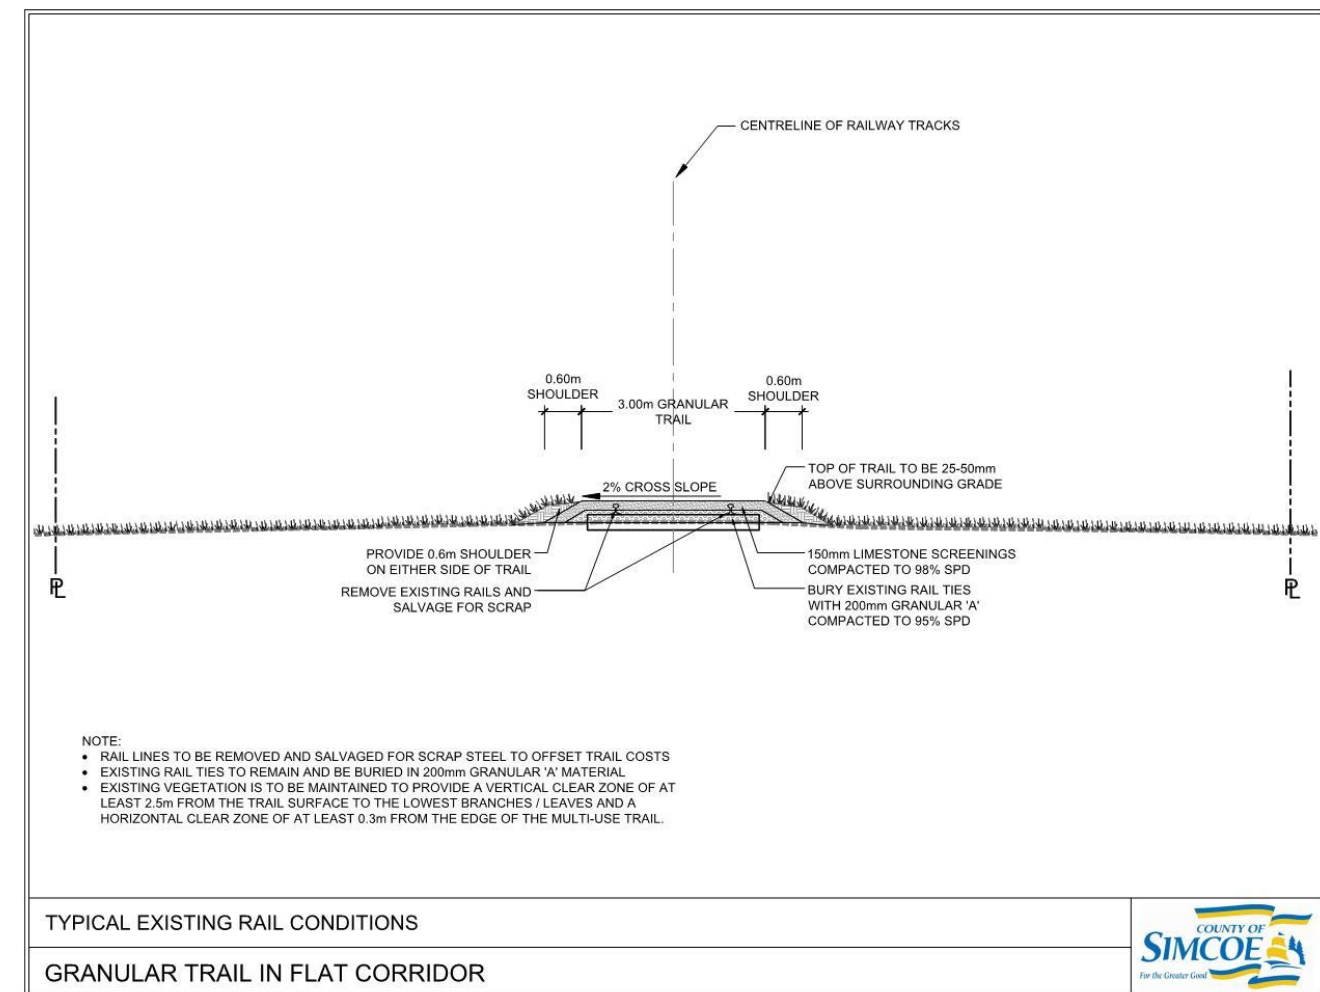 CENTRELINE OF RAILWAY TRACKS
0.60m
SHOULDER
3.00m GRANULAR
TRAIL
0.60m
SHOULDER
2% CROSS SLOPE
TOP OF TRAIL TO BE 25-50mm
ABOVE SURROUNDING GRADE
PROVIDE 0.6m SHOULDER
ON EITHER SIDE OF TRAIL
REMOVE EXISTING RAILS AND
SALVAGE FOR SCRAP
150mm LIMESTONE SCREENINGS
COMPACTED TO 98% SPD
BURY EXISTING RAIL TIES
WITH 200mm GRANULAR 'A'
COMPACTED TO 95% SPD
PL
PL
NOTE:
• RAIL LINES TO BE REMOVED AND SALVAGED FOR SCRAP STEEL TO OFFSET TRAIL COSTS
• EXISTING RAIL TIES TO REMAIN AND BE BURIED IN 200mm GRANULAR 'A' MATERIAL
• EXISTING VEGETATION IS TO BE MAINTAINED TO PROVIDE A VERTICAL CLEAR ZONE OF AT
LEAST 2.5m FROM THE TRAIL SURFACE TO THE LOWEST BRANCHES / LEAVES AND A
HORIZONTAL CLEAR ZONE OF AT LEAST 0.3m FROM THE EDGE OF THE MULTI-USE TRAIL.
TYPICAL EXISTING RAIL CONDITIONS
GRANULAR TRAIL IN FLAT CORRIDOR
COUNTY OF
SIMCOE
For the Greater Good